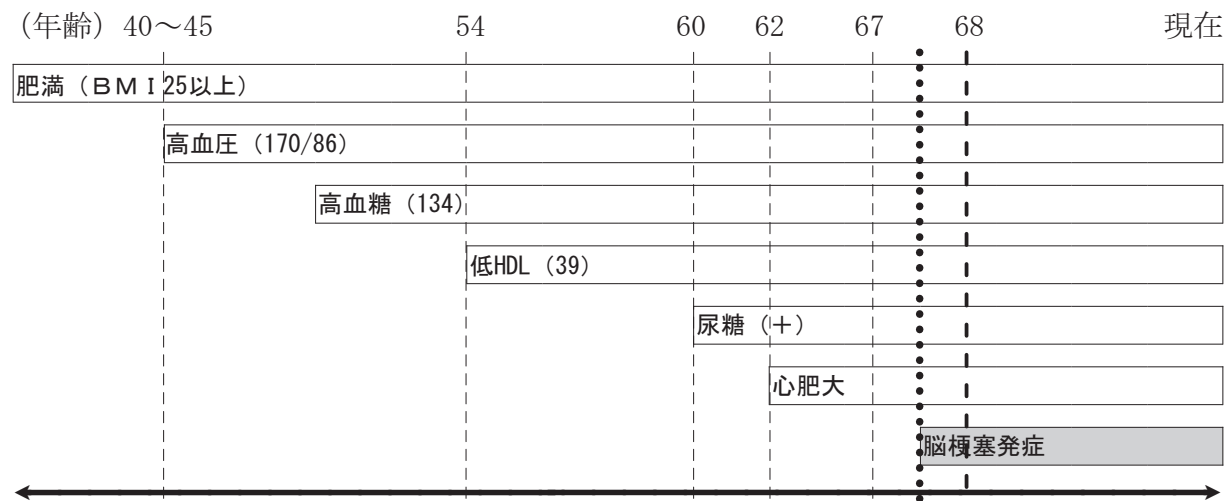 （年齢） 40～45 54 60 62 67 68 現在
肥満（ＢＭＩ25以上）
高血圧（170/86）
高血糖（134）
低HDL（39）
尿糖（＋）
心肥大
脳梗塞発症